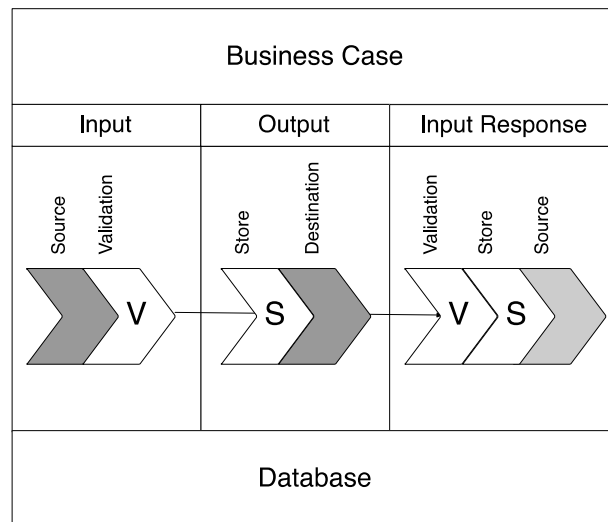 Business Case
Input
Output
Input Response
Source
Validation
Store
Destination
Validation
Store
Source
V
S
V
S
Database